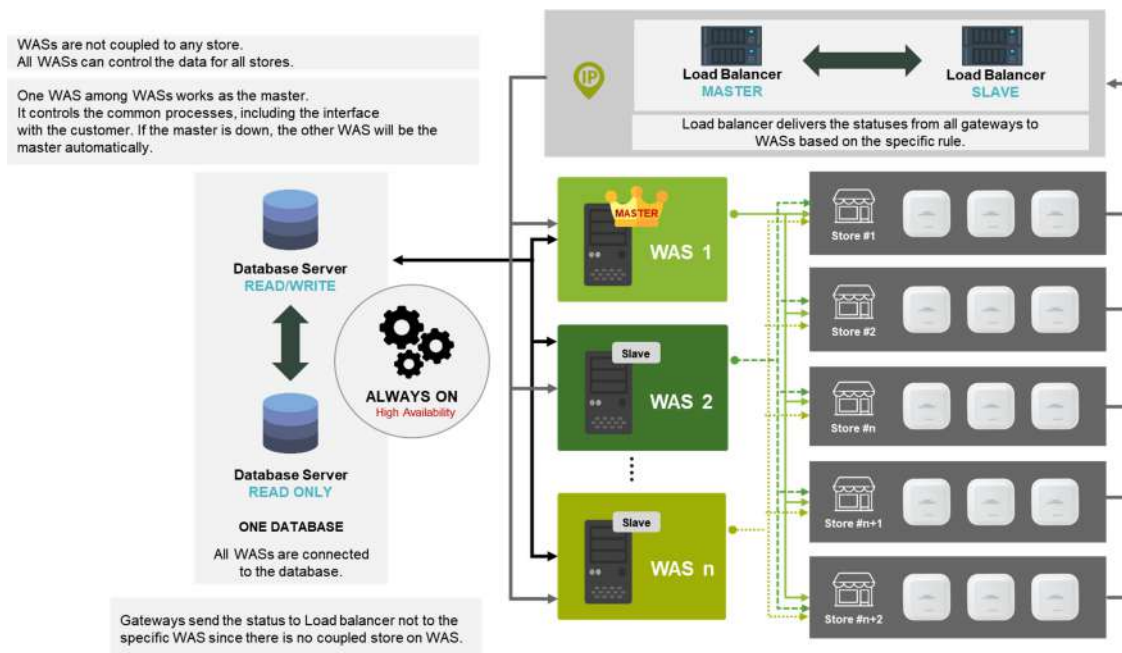 WASs are not coupled to any store.
All WASs can control the data for all stores.
One WAS among WASs works as the master.
It controls the common processes, including the interface
with the customer. If the master is down, the other WAS will be the
master automatically.
IP
Load Balancer
MASTER
Load Balancer
SLAVE
Load balancer delivers the statuses from all gateways to
WASs based on the specific rule.
Database Server
READ/WRITE
ALWAYS ON
High Availability
Database Server
READ ONLY
ONE DATABASE
All WASs are connected
to the database.
MASTER
WAS 1
Slave
WAS 2
Slave
WAS n
Store #1
Store #2
Store #n
Store #n+1
Store #n+2
Gateways send the status to Load balancer not to the
specific WAS since there is no coupled store on WAS.